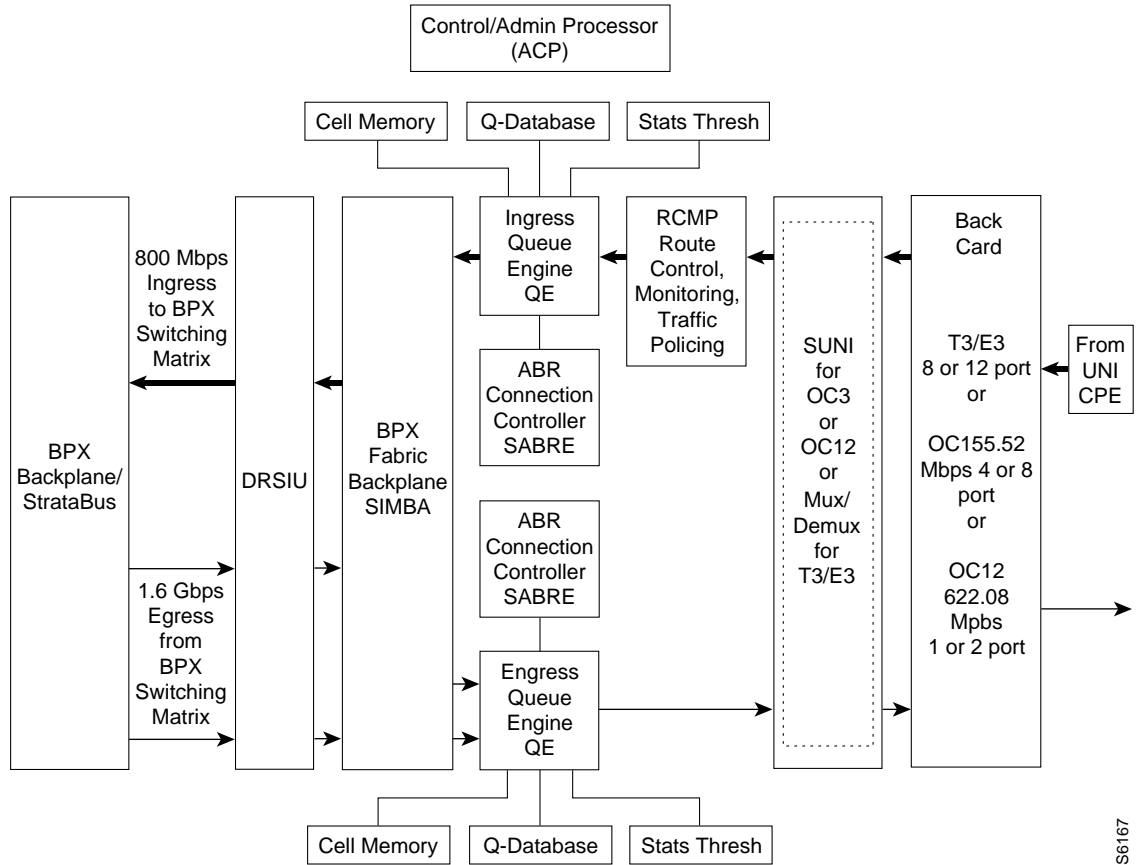 Control/Admin Processor
(ACP)
Cell Memory
Q-Database
Stats Thresh
BPX
Backplane/
StrataBus
800 Mbps
Ingress
to BPX
Switching
Matrix
1.6 Gbps
Egress
from
BPX
Switching
Matrix
DRSIU
BPX
Fabric
Backplane
SIMBA
Ingress
Queue
Engine
QE
ABR
Connection
Controller
SABRE
ABR
Connection
Controller
SABRE
Engress
Queue
Engine
QE
RCMP
Route
Control,
Monitoring,
Traffic
Policing
SUNI
for
OC3
or
OC12
or
Mux/
Demux
for
T3/E3
Back
Card
T3/E3
8 or 12 port
or
OC155.52
Mbps 4 or 8
port
or
OC12
622.08
Mpbs
1 or 2 port
From
UNI
CPE
Cell Memory
Q-Database
Stats Thresh
S6167